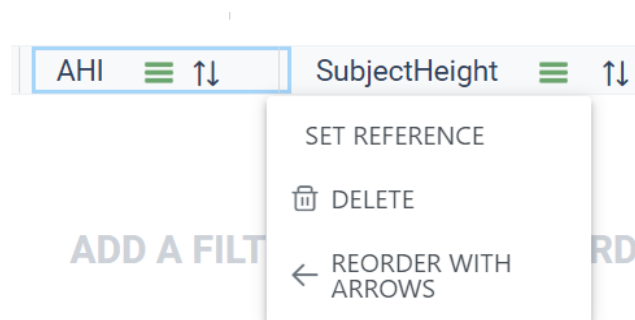 AHI SubjectHeight
SET REFERENCE
DELETE
ADD A FILT RD
REORDER WITH
ARROWS